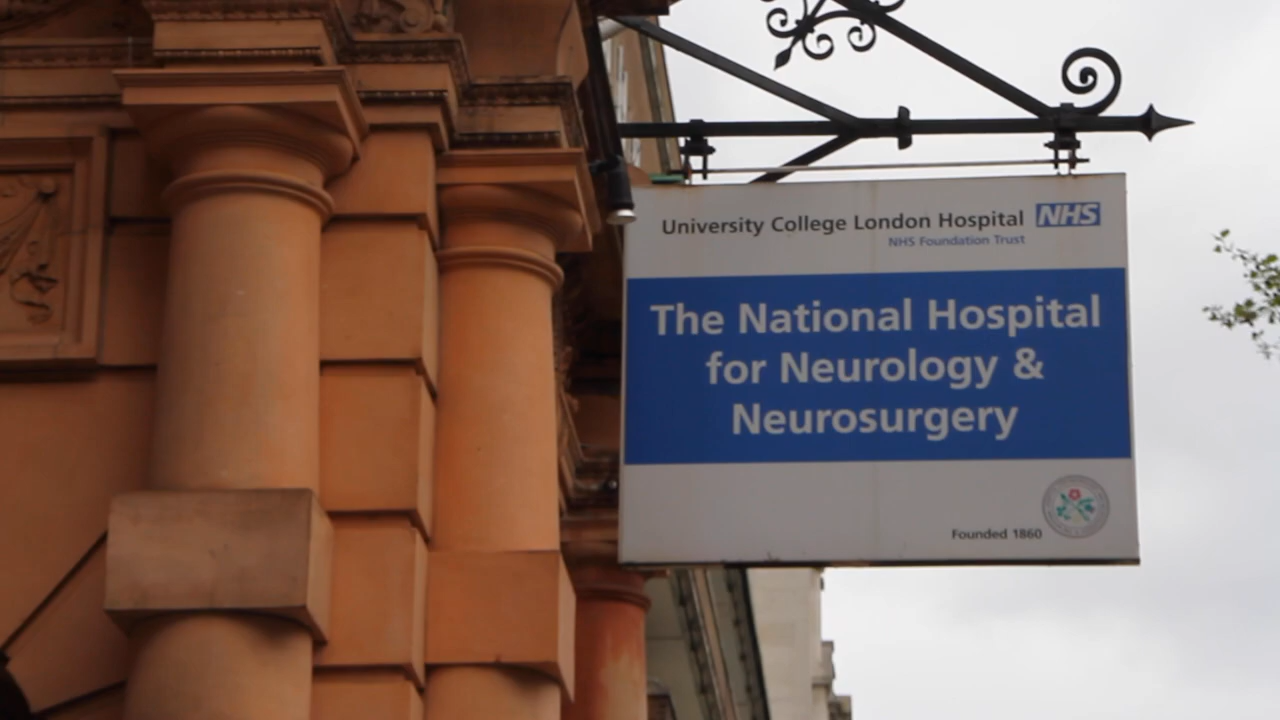 University College London Hospital NHS
NHS Foundation Trust
The National Hospital
for Neurology &
Neurosurgery
Founded 1860